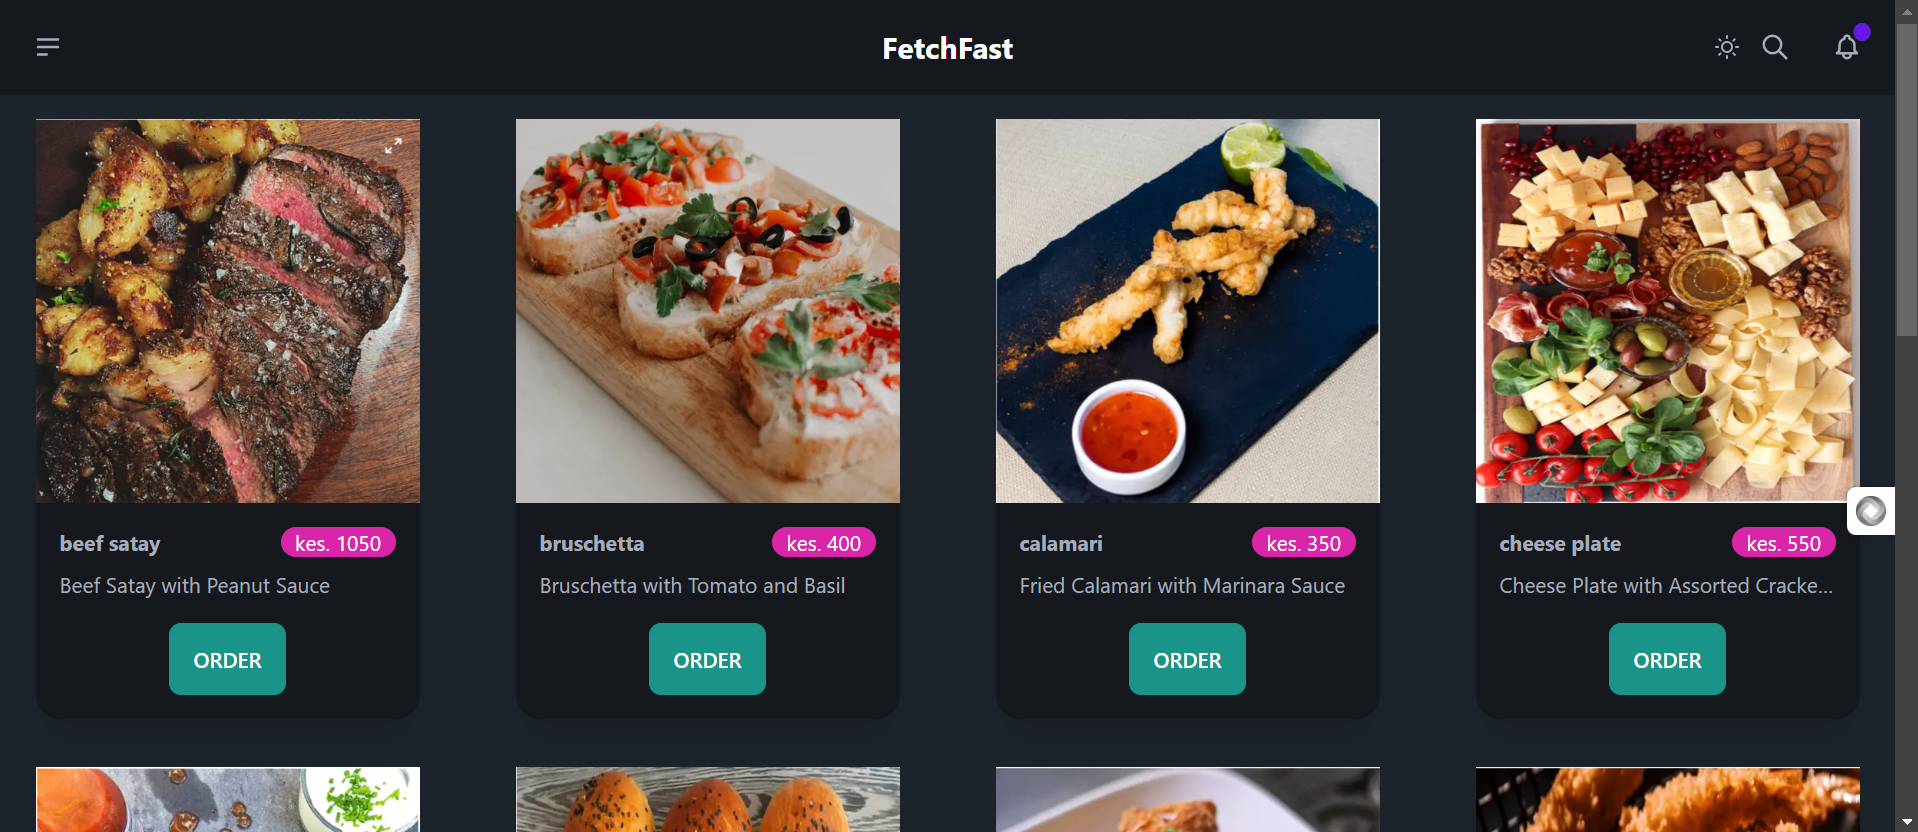 FetchFast
beef satay
kes. 1050
Beef Satay with Peanut Sauce
ORDER
bruschetta
kes. 400
Bruschetta with Tomato and Basil
ORDER
calamari
kes. 350
Fried Calamari with Marinara Sauce
ORDER
cheese plate
kes. 550
Cheese Plate with Assorted Cracke...
ORDER